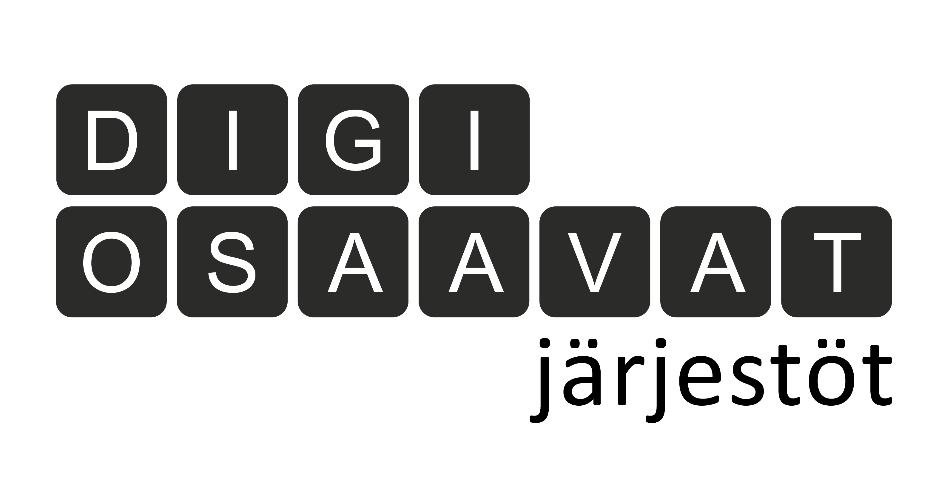 DIGI
OSAAVAT
järjestöt